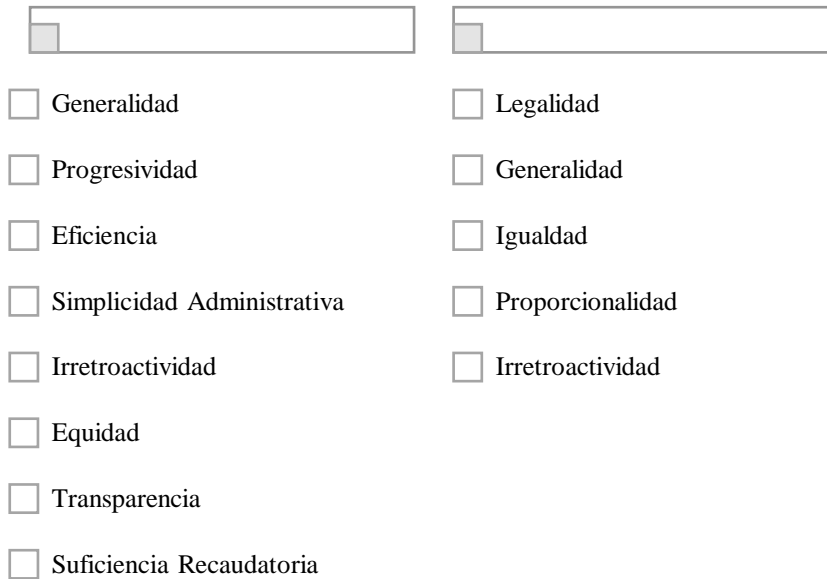 Generalidad
Progresividad
Eficiencia
Simplicidad Administrativa
Irretroactividad
Equidad
Transparencia
Suficiencia Recaudatoria
Legalidad
Generalidad
Igualdad
Proporcionalidad
Irretroactividad